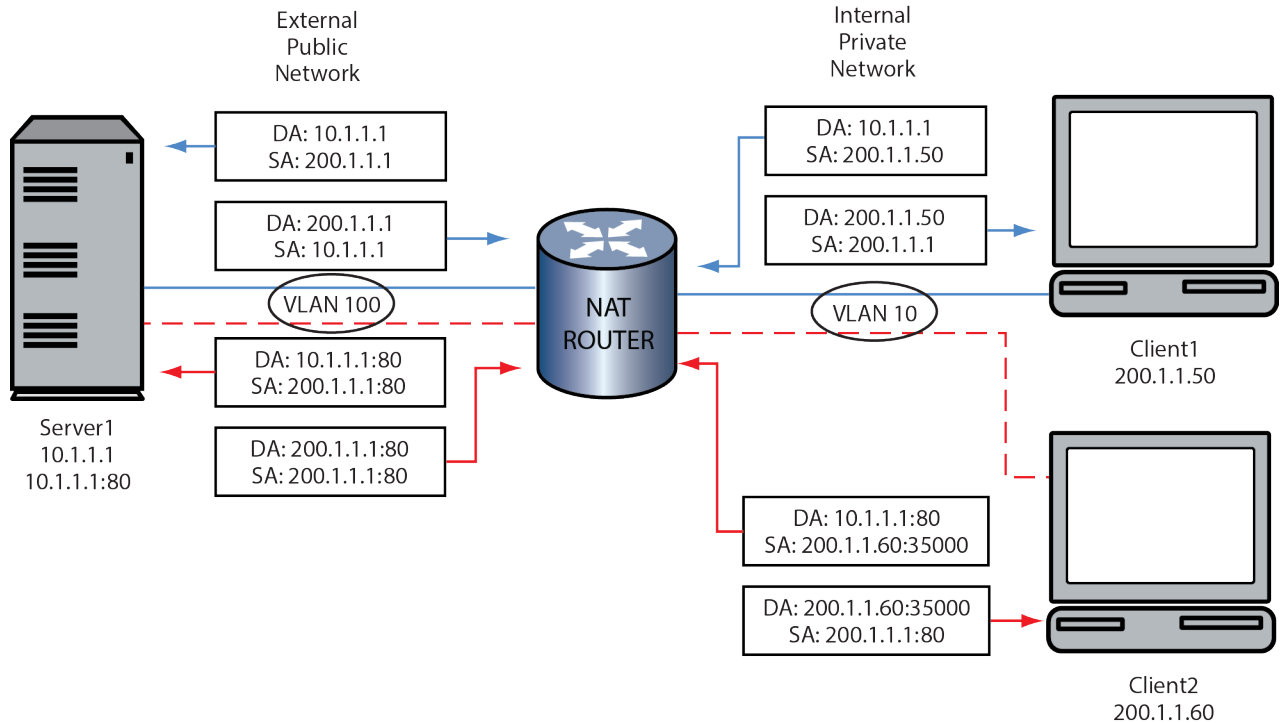 External
Public
Network
Internal
Private
Network
DA: 10.1.1.1
SA: 200.1.1.1
DA: 200.1.1.1
SA: 10.1.1.1
VLAN 100
DA: 10.1.1.1:80
SA: 200.1.1.1:80
DA: 200.1.1.1:80
SA: 200.1.1.1:80
Server1
10.1.1.1
10.1.1.1:80
NAT
ROUTER
DA: 10.1.1.1
SA: 200.1.1.50
DA: 200.1.1.50
SA: 200.1.1.1
VLAN 10
Client1
200.1.1.50
DA: 10.1.1.1:80
SA: 200.1.1.60:35000
DA: 200.1.1.60:35000
SA: 200.1.1.1:80
Client2
200.1.1.60